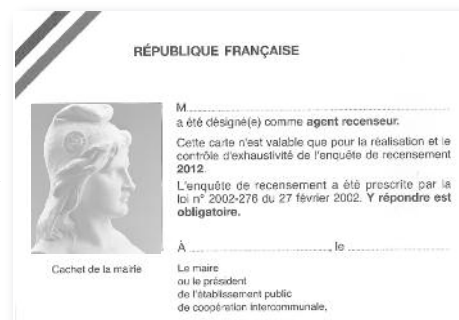 RÉPUBLIQUE FRANÇAISE
M
a été désigné(e) comme agent recenseur.
Cette carte n'est valable que pour la réalisation et le
contrôle d'exhaustivité de l'enquête de recensement
2012.
L'enquête de recensement a été prescrite par la
loi n° 2002-276 du 27 février 2002. Y répondre est
obligatoire.
À ..................................., le ...................
Cachet de la mairie
Le maire
ou le président
de l'établissement public
de coopération intercommunale,